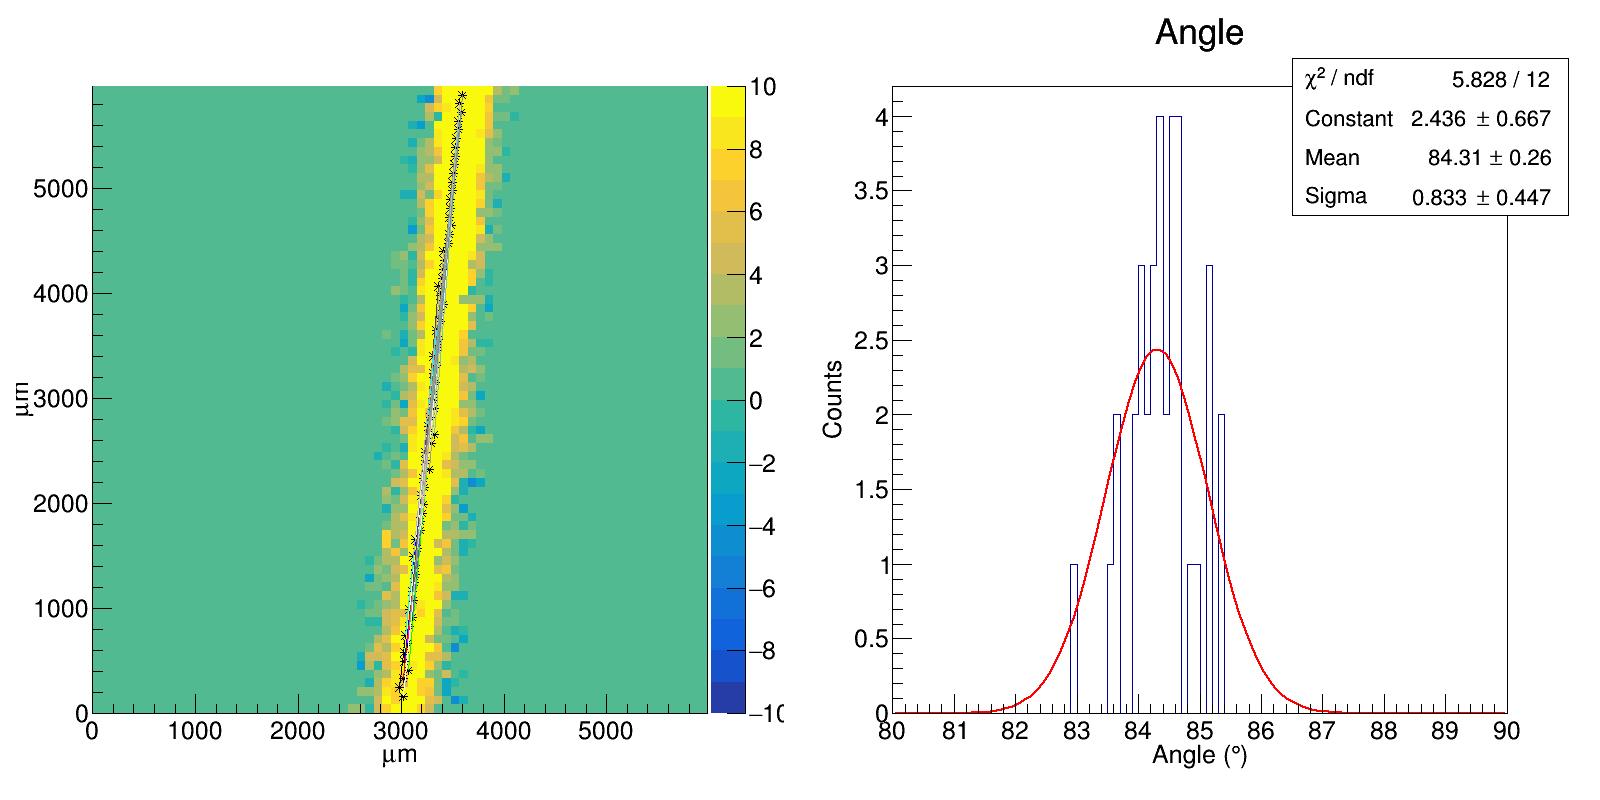 Angle
χ² / ndf 5.828 / 12
Constant 2.436 ± 0.667
Mean 84.31 ± 0.26
Sigma 0.833 ± 0.447
5000
4000
3000
2000
1000
0
μm
0 1000 2000 3000 4000 5000
μm
10
8
6
4
2
0
−2
−4
−6
−8
−10
4
3.5
3
2.5
2
1.5
1
0.5
0
Counts
80 81 82 83 84 85 86 87 88 89 90
Angle (°)